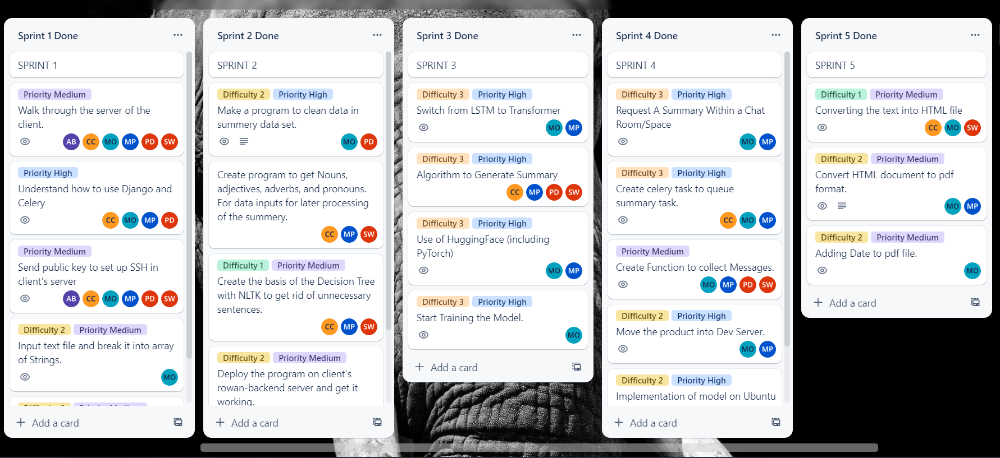 Sprint 1 Done
SPRINT 1
Priority Medium
Walk through the server of the
client.
AB CC MO MP PD SW
Priority High
Understand how to use Django and
Celery
CC MO MP PD
Priority Medium
Send public key to set up SSH in
client's server
AB CC MO MP PD SW
Difficulty 2 Priority Medium
Input text file and break it into array
of Strings.
MO
Add a card
Sprint 2 Done
SPRINT 2
Difficulty 2 Priority High
Make a program to clean data in
summery data set.
MO PD
Create program to get Nouns,
adjectives, adverbs, and pronouns.
For data inputs for later processing
of the summery.
CC MP SW
Difficulty 1 Priority Medium
Create the basis of the Decision Tree
with NLTK to get rid of unnecessary
sentences.
CC MP SW
Difficulty 2 Priority Medium
Deploy the program on client's
rowan-backend server and get it
working.
Add a card
Sprint 3 Done
SPRINT 3
Difficulty 3 Priority High
Switch from LSTM to Transformer
MO MP
Difficulty 3 Priority High
Algorithm to Generate Summary
CC MP PD SW
Difficulty 3 Priority High
Use of HuggingFace (including
PyTorch)
MO MP
Difficulty 3 Priority High
Start Training the Model.
MO
Add a card
Sprint 4 Done
SPRINT 4
Difficulty 3 Priority High
Request A Summary Within a Chat
Room/Space
MO MP
Difficulty 3 Priority High
Create celery task to queue
summary task.
CC MO MP
Priority Medium
Create Function to collect Messages.
MO MP PD SW
Difficulty 2 Priority High
Move the product into Dev Server.
MO MP
Difficulty 2 Priority High
Implementation of model on Ubuntu
Add a card
Sprint 5 Done
SPRINT 5
Difficulty 1 Priority Medium
Converting the text into HTML file
CC MO SW
Difficulty 2 Priority Medium
Convert HTML document to pdf
format.
MO MP
Difficulty 2 Priority Medium
Adding Date to pdf file.
MO
Add a card